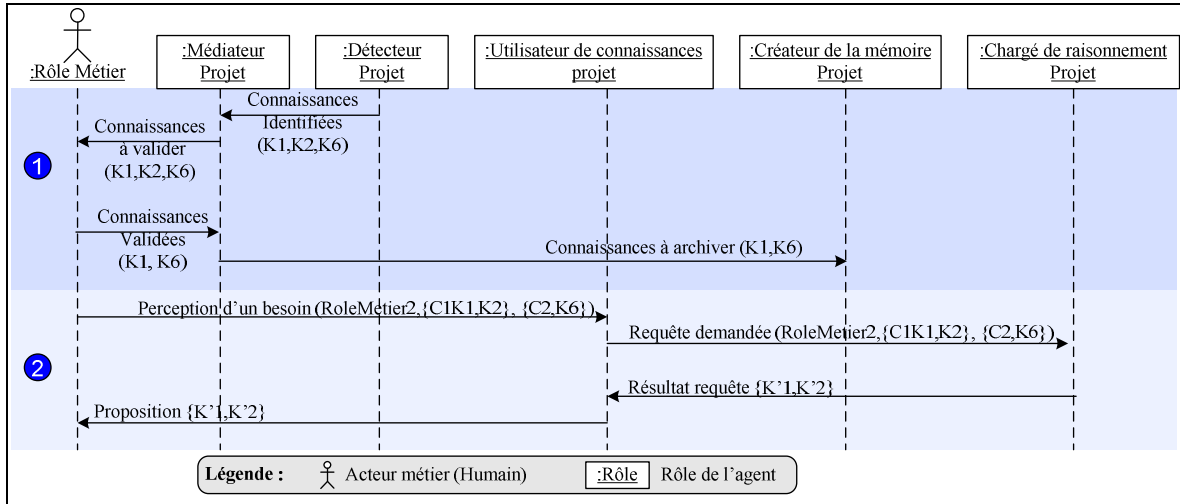 :Rôle Métier
:Médiateur
Projet
:Détecteur
Projet
:Utilisateur de connaissances
projet
:Créateur de la mémoire
Projet
:Chargé de raisonnement
Projet
1
Connaissances
Identifiées
(K1,K2,K6)
Connaissances
à valider
(K1,K2,K6)
Connaissances
Validées
(K1, K6)
Connaissances à archiver (K1,K6)
2
Perception d'un besoin (RoleMétier2,{C1K1,K2}, {C2,K6})
Requête demandée (RoleMetier2,{C1K1,K2}, {C2,K6})
Résultat requête {K'1,K'2}
Proposition {K'1,K'2}
Légende : Acteur métier (Humain) :Rôle Rôle de l'agent